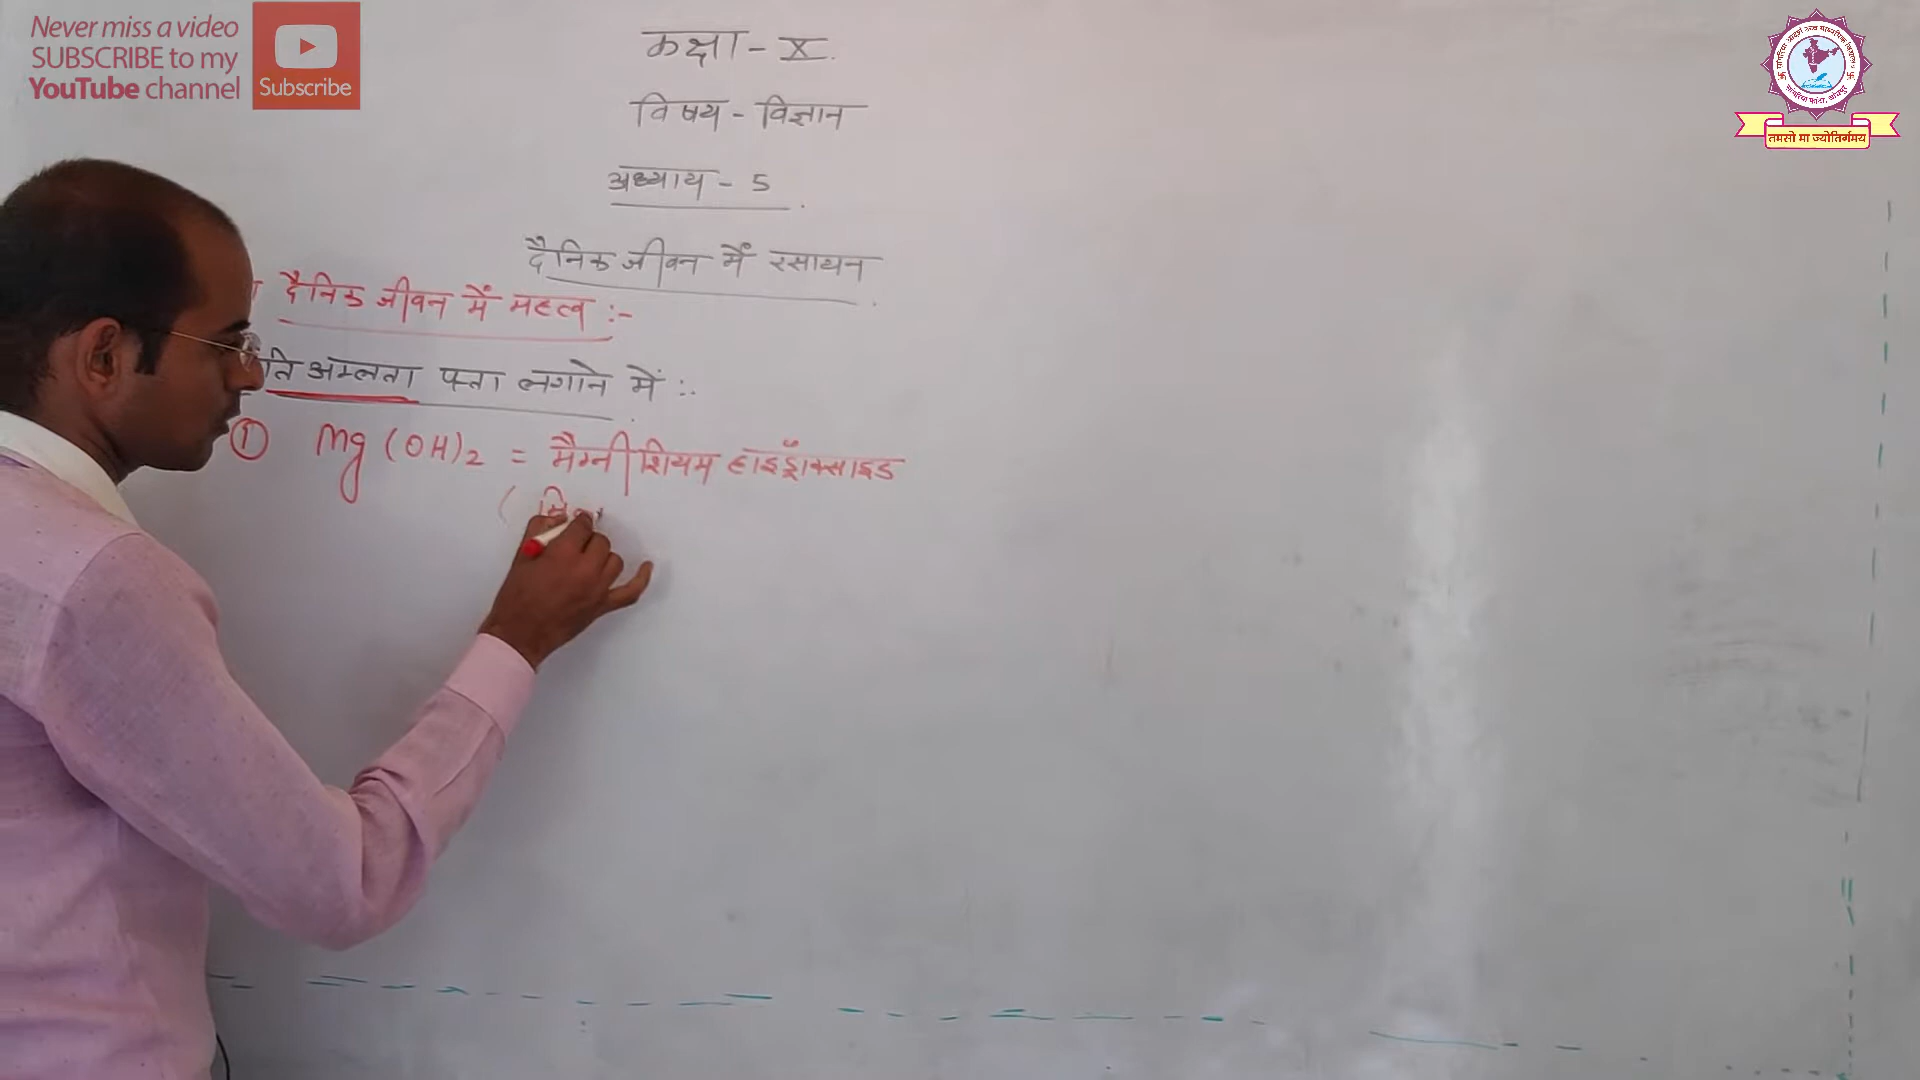 Never miss a video
SUBSCRIBE to my
YouTube channel
Subscribe
कक्षा - X
विषय - विज्ञान
अध्याय - 5
दैनिक जीवन में रसायन
दैनिक जीवन में महत्व :-
अम्लता पता लगाने में :-
① Mg(OH)2 = मैग्नीशियम हाइड्रॉक्साइड
(
तमसो मा ज्योतिर्गमय